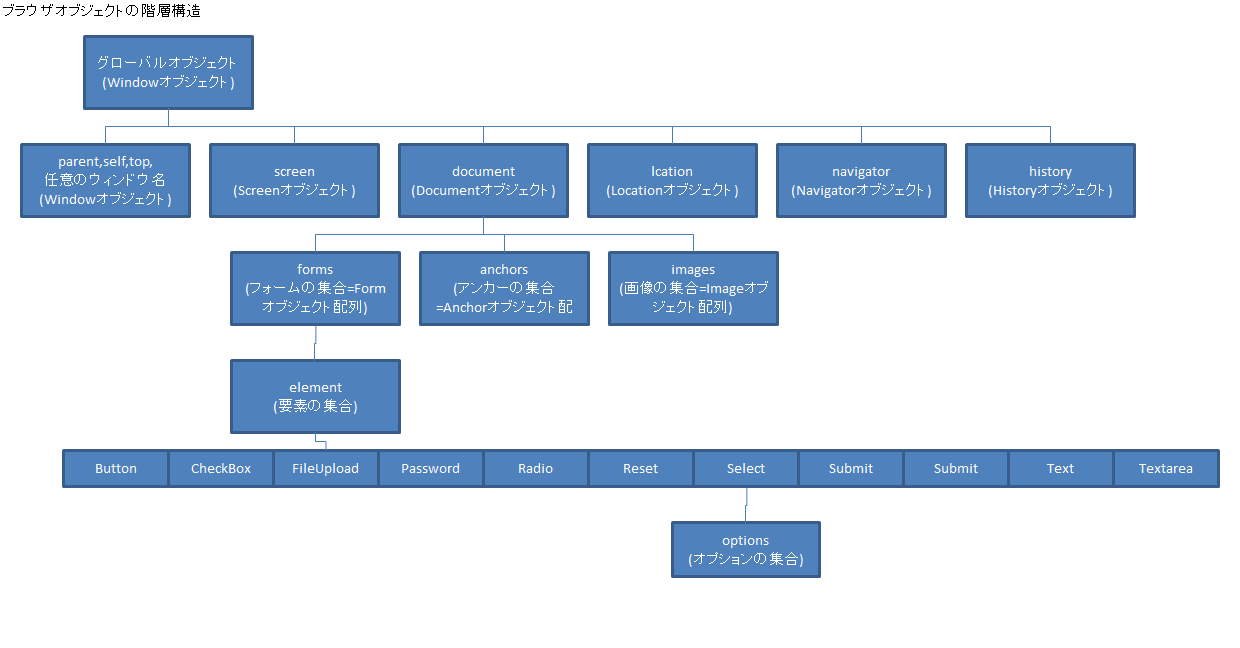 ブラウザオブジェクトの階層構造
グローバルオブジェクト
(Windowオブジェクト)
parent,self,top,
任意のウィンドウ名
(Windowオブジェクト)
screen
(Screenオブジェクト)
document
(Documentオブジェクト)
lcation
(Locationオブジェクト)
navigator
(Navigatorオブジェクト)
history
(Historyオブジェクト)
forms
(フォームの集合=Form
オブジェクト配列)
anchors
(アンカーの集合
=Anchorオブジェクト配
images
(画像の集合=Imageオブ
ジェクト配列)
element
(要素の集合)
Button
CheckBox
FileUpload
Password
Radio
Reset
Select
Submit
Submit
Text
Textarea
options
(オプションの集合)